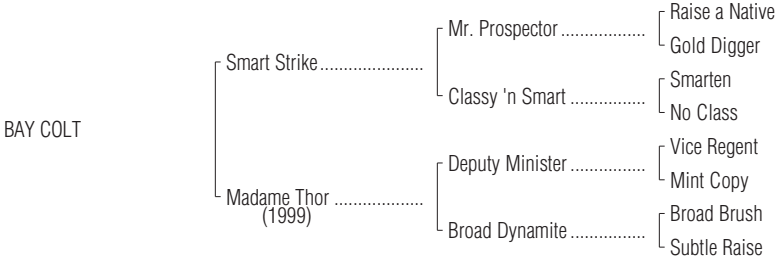 Raise a Native
Mr. Prospector ..................
Gold Digger
Smart Strike......................
Smarten
Classy 'n Smart ................
No Class
BAY COLT
Vice Regent
Deputy Minister ................
Mint Copy
Madame Thor ...................
(1999)
Broad Brush
Broad Dynamite ................
Subtle Raise